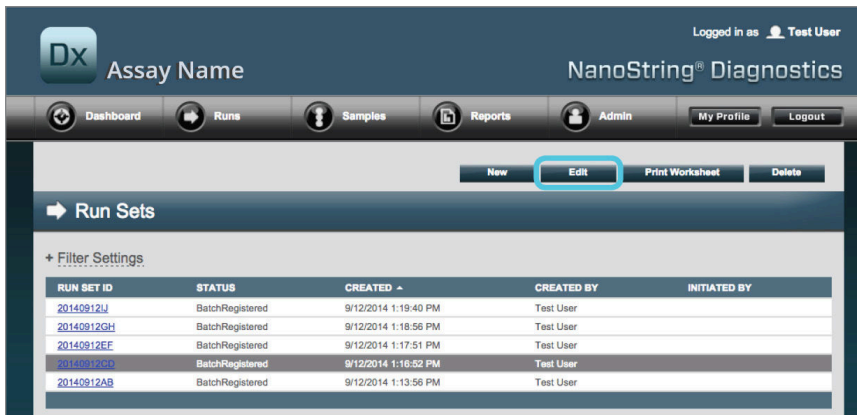 Logged in as Test User
Dx Assay Name NanoString® Diagnostics
Dashboard Runs Samples Reports Admin My Profile Logout
New Edit Print Worksheet Delete
Run Sets
+ Filter Settings
RUN SET ID STATUS CREATED CREATED BY INITIATED BY
20140912IJ BatchRegistered 9/12/2014 1:19:40 PM Test User
20140912GH BatchRegistered 9/12/2014 1:18:56 PM Test User
20140912EF BatchRegistered 9/12/2014 1:17:51 PM Test User
20140912CD BatchRegistered 9/12/2014 1:16:52 PM Test User
20140912AB BatchRegistered 9/12/2014 1:13:56 PM Test User